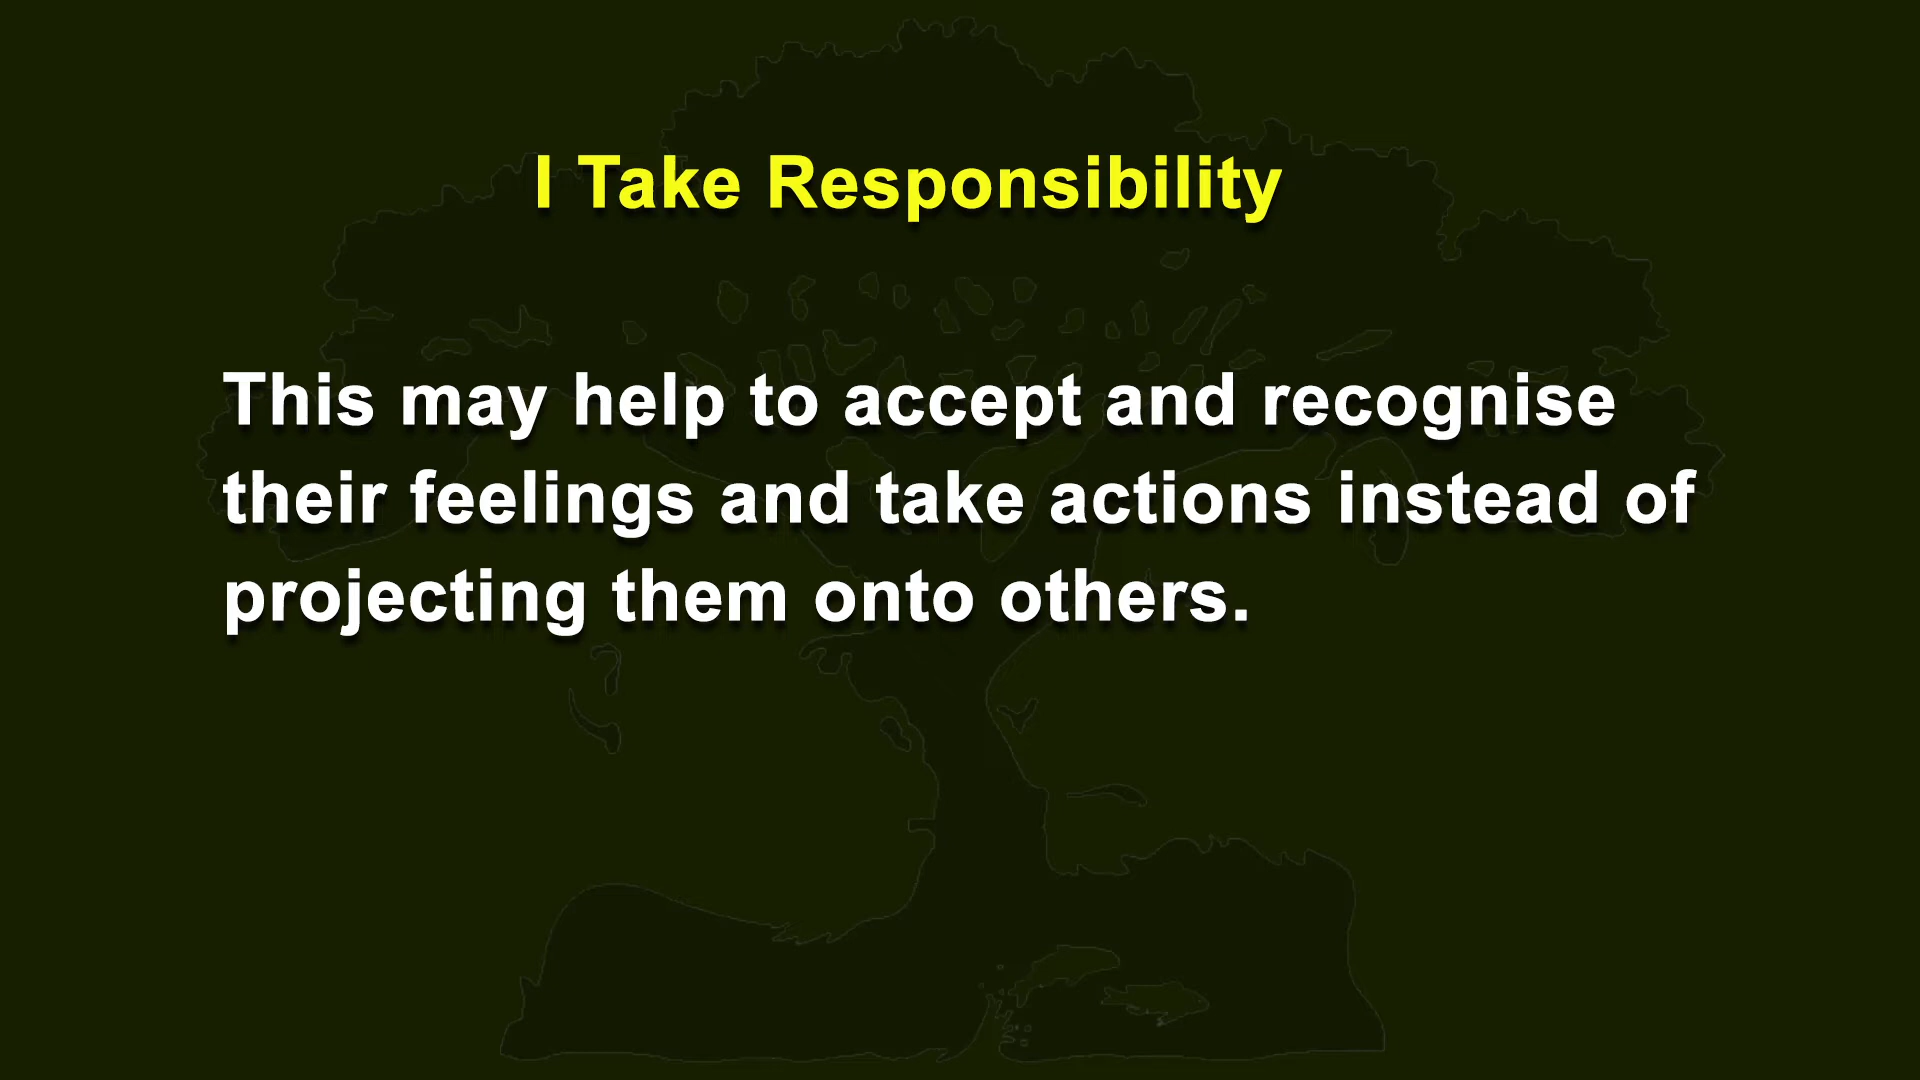 I Take Responsibility
This may help to accept and recognise
their feelings and take actions instead of
projecting them onto others.